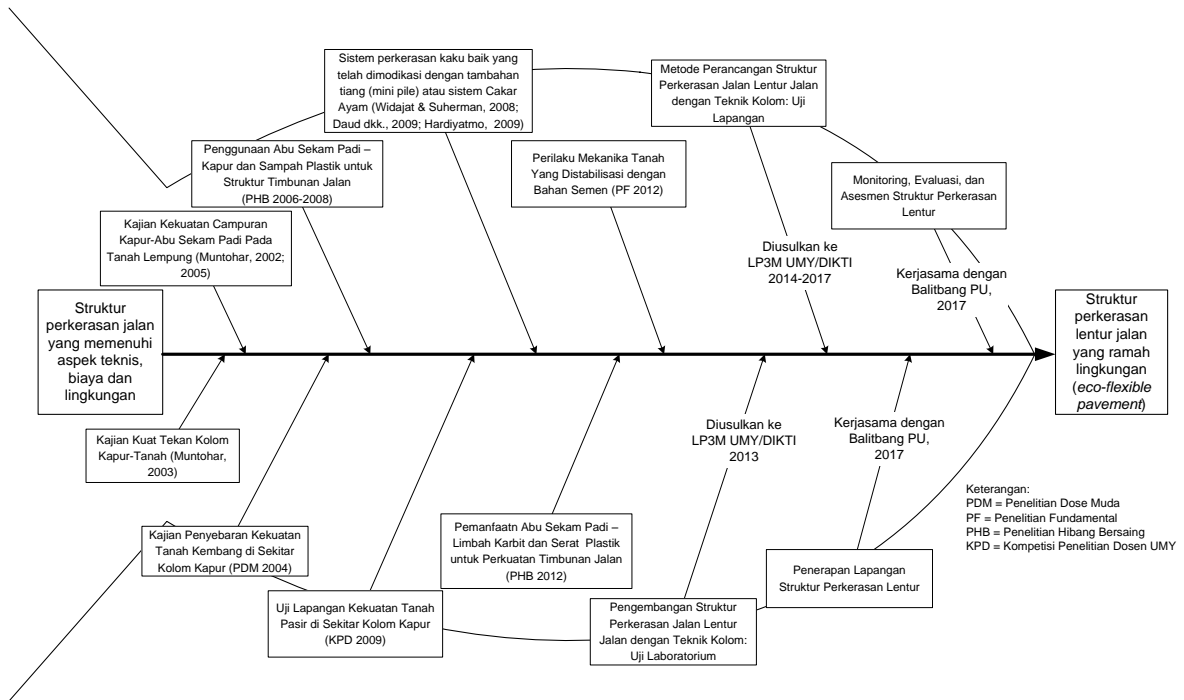 Sistem perkerasan kaku baik yang
telah dimodikasi dengan tambahan
tiang (mini pile) atau sistem Cakar
Ayam (Widajat & Suherman, 2008;
Daud dkk., 2009; Hardiyatmo, 2009)
Metode Perancangan Struktur
Perkerasan Jalan Lentur Jalan
dengan Teknik Kolom: Uji
Lapangan
Penggunaan Abu Sekam Padi –
Kapur dan Sampah Plastik untuk
Struktur Timbunan Jalan
(PHB 2006-2008)
Perilaku Mekanika Tanah
Yang Distabilisasi dengan
Bahan Semen (PF 2012)
Monitoring, Evaluasi, dan
Asesmen Struktur Perkerasan
Lentur
Kajian Kekuatan Campuran
Kapur-Abu Sekam Padi Pada
Tanah Lempung (Muntohar, 2002;
2005)
Diusulkan ke
LP3M UMY/DIKTI
2014-2017
Kerjasama dengan
Balitbang PU,
2017
Struktur
perkerasan jalan
yang memenuhi
aspek teknis,
biaya dan
lingkungan
Struktur
perkerasan
lentur jalan
yang ramah
lingkungan
(eco-flexible
pavement)
Kajian Kuat Tekan Kolom
Kapur-Tanah (Muntohar,
2003)
Diusulkan ke
LP3M UMY/DIKTI
2013
Kerjasama dengan
Balitbang PU,
2017
Keterangan:
PDM = Penelitian Dose Muda
PF = Penelitian Fundamental
PHB = Penelitian Hibang Bersaing
KPD = Kompetisi Penelitian Dosen UMY
Kajian Penyebaran Kekuatan
Tanah Kembang di Sekitar
Kolom Kapur (PDM 2004)
Pemanfaatn Abu Sekam Padi –
Limbah Karbit dan Serat Plastik
untuk Perkuatan Timbunan Jalan
(PHB 2012)
Penerapan Lapangan
Struktur Perkerasan Lentur
Uji Lapangan Kekuatan Tanah
Pasir di Sekitar Kolom Kapur
(KPD 2009)
Pengembangan Struktur
Perkerasan Jalan Lentur
Jalan dengan Teknik Kolom:
Uji Laboratorium